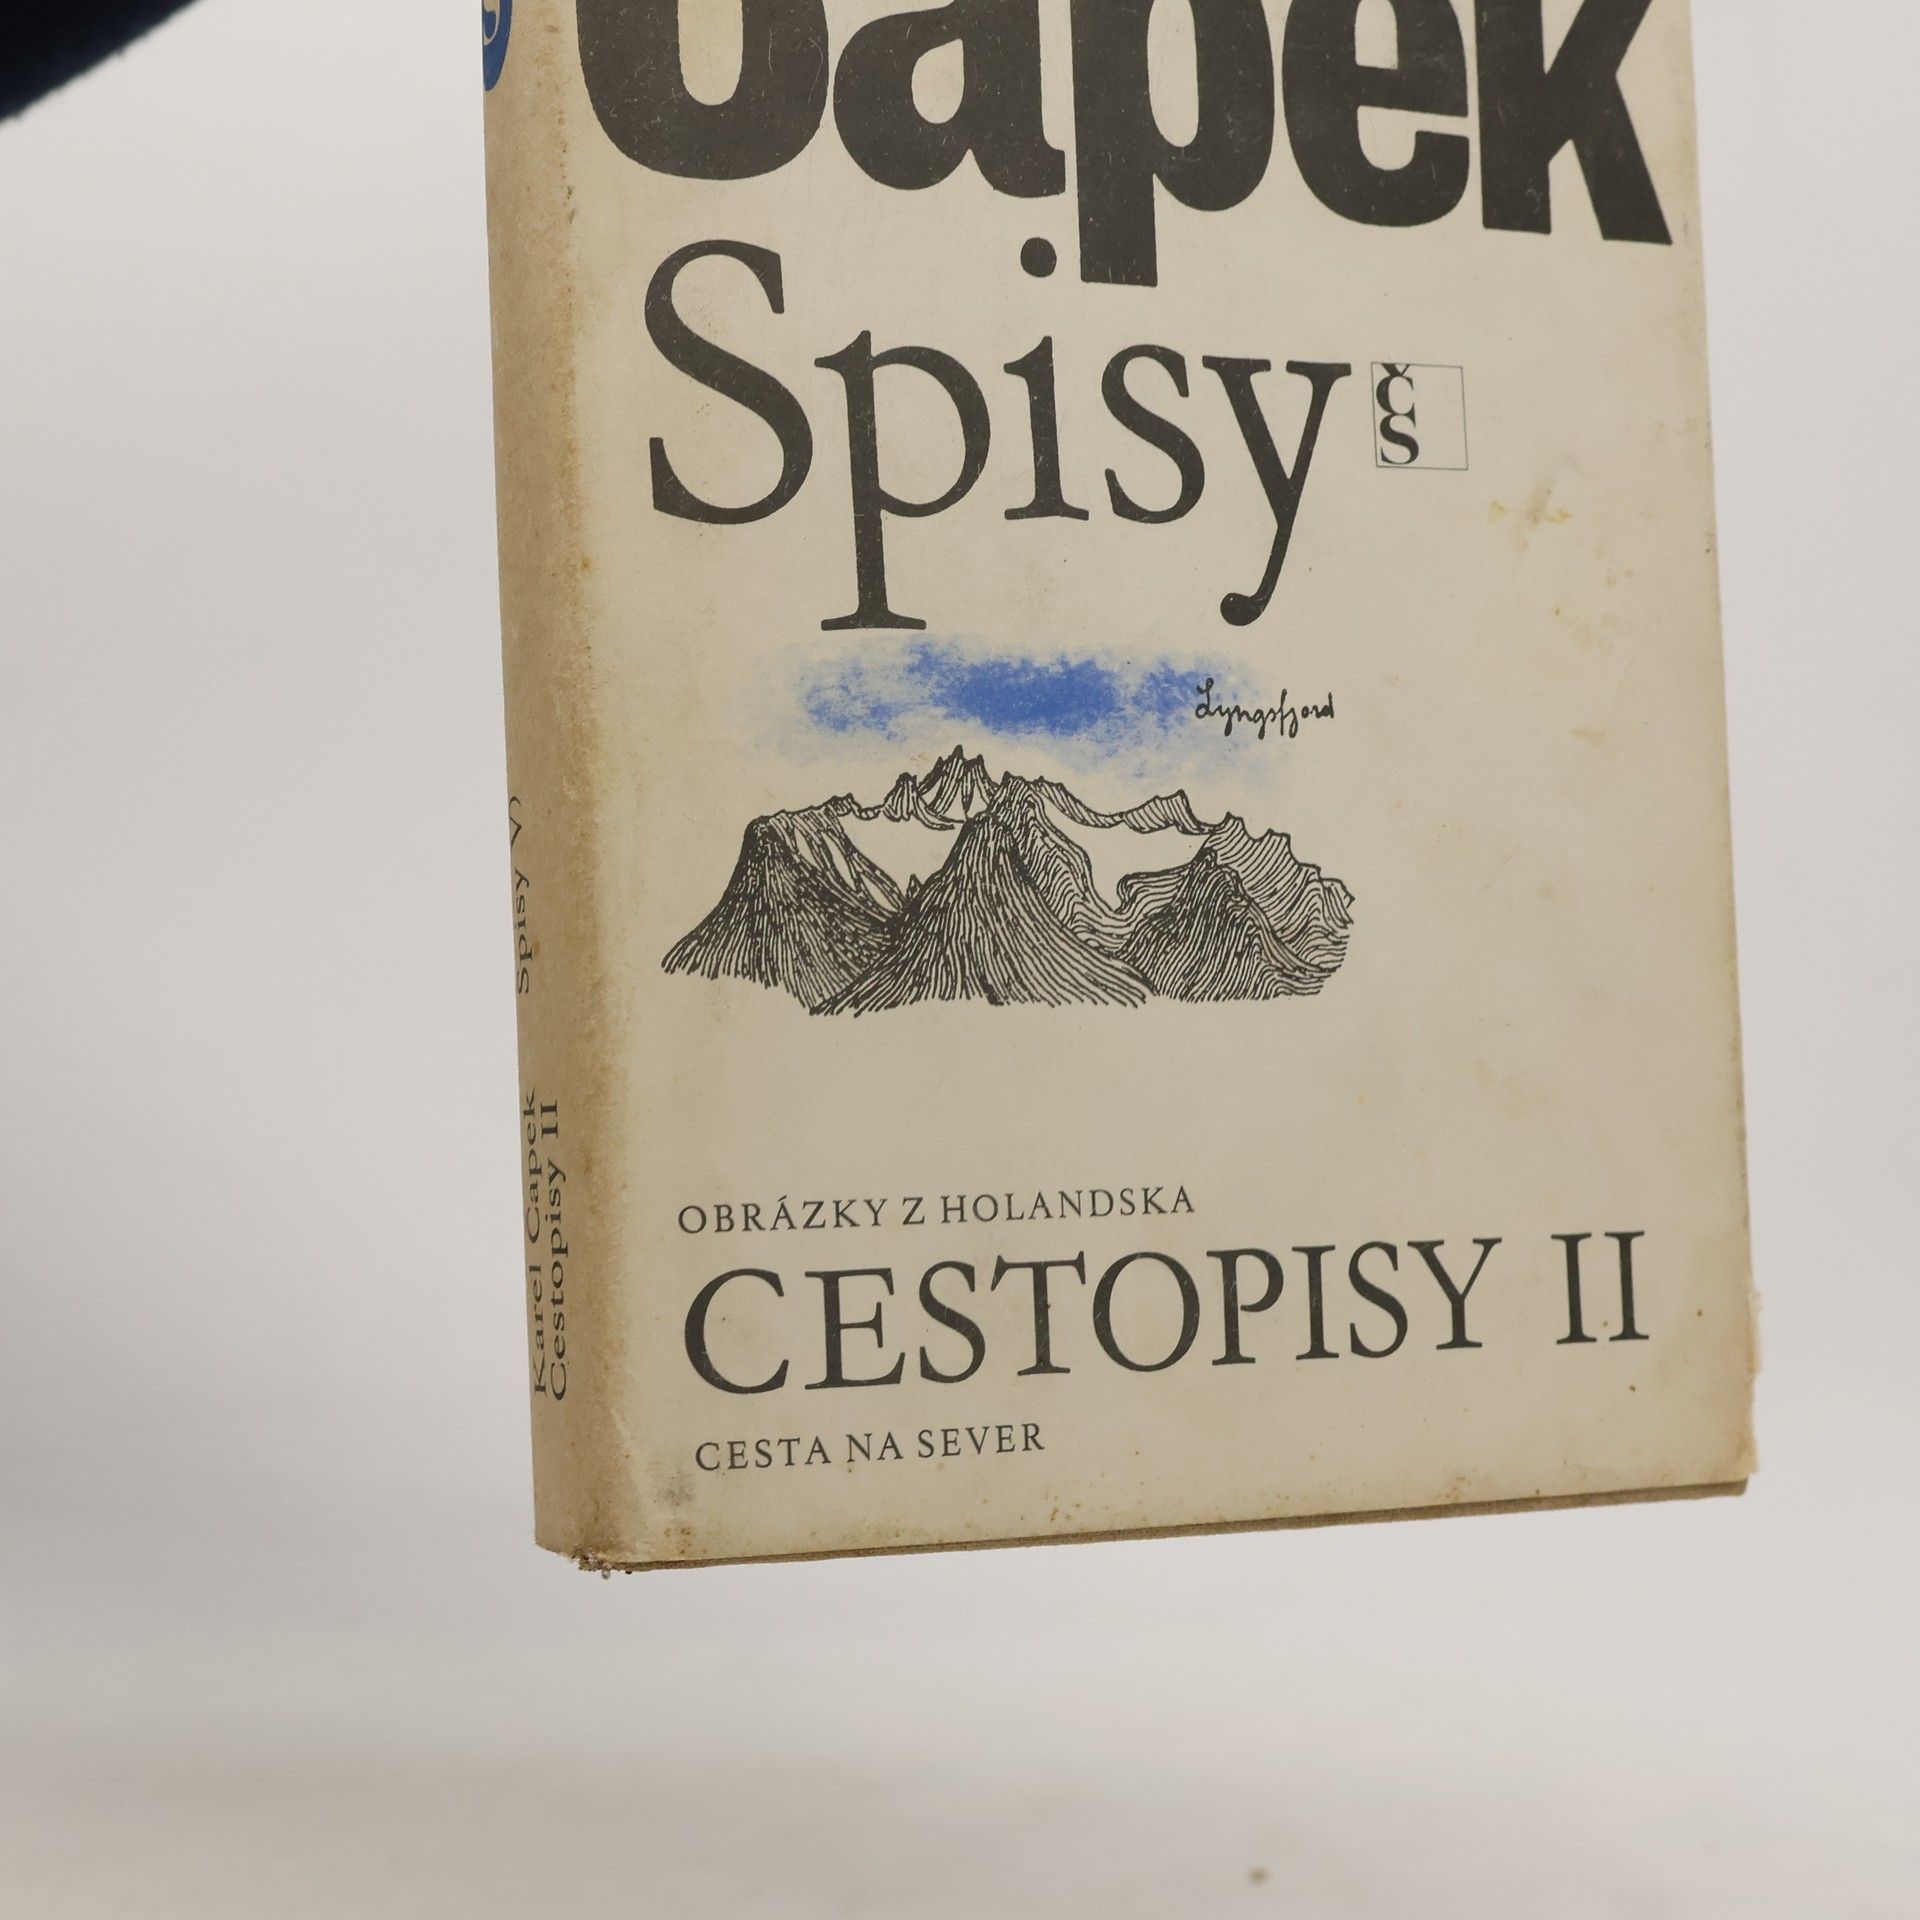 Čapek
Spisy
ČS
Lyngsfjord
OBRÁZKY Z HOLANDSKA
CESTOPISY II
CESTA NA SEVER
Karel Čapek
Cestopisy II
Spisy V